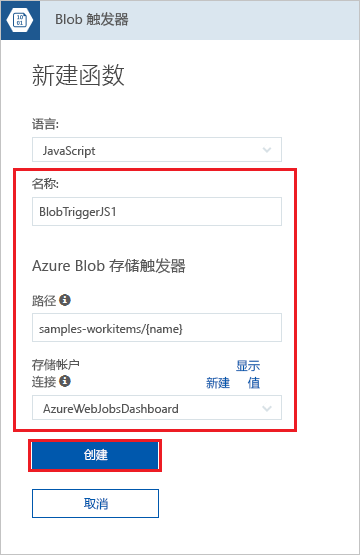 10
01
Blob 触发器
新建函数
语言:
JavaScript
名称:
BlobTriggerJS1
Azure Blob 存储触发器
路径
samples-workitems/{name}
存储帐户 显示
连接 新建 值
AzureWebJobsDashboard
创建
取消